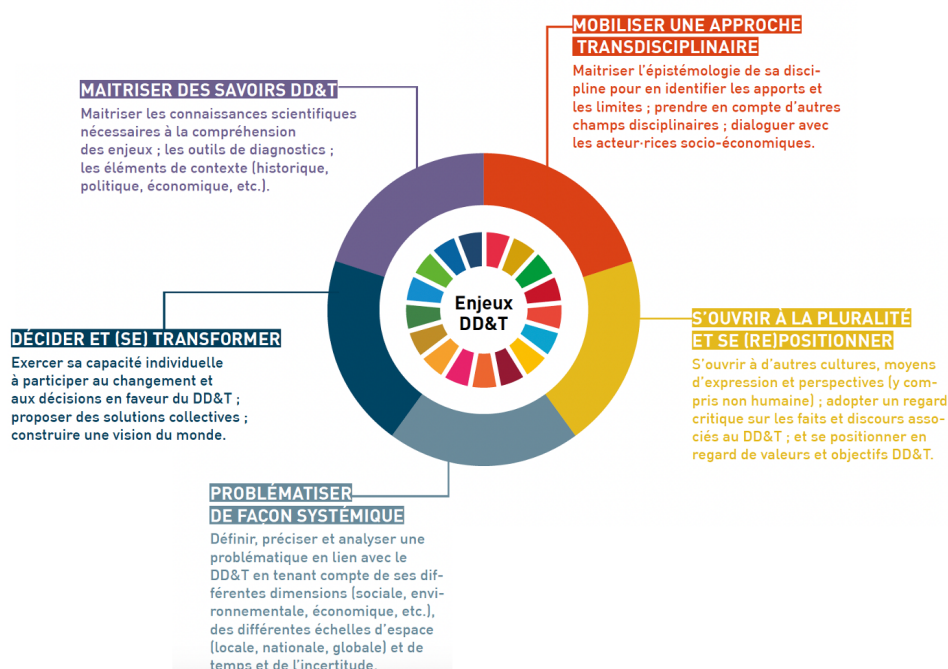 MOBILISER UNE APPROCHE
TRANSDISCIPLINAIRE
Maitriser l'épistémologie de sa disci-
pline pour en identifier les apports et
les limites ; prendre en compte d'autres
champs disciplinaires ; dialoguer avec
les acteur·rices socio-économiques.
MAITRISER DES SAVOIRS DD&T
Maitriser les connaissances scientifiques
nécessaires à la compréhension
des enjeux ; les outils de diagnostics ;
les éléments de contexte (historique,
politique, économique, etc.).
Enjeux
DD&T
S'OUVRIR À LA PLURALITÉ
ET SE (RE)POSITIONNER
S'ouvrir à d'autres cultures, moyens
d'expression et perspectives (y com-
pris non humaine) ; adopter un regard
critique sur les faits et discours asso-
ciés au DD&T ; et se positionner en
regard de valeurs et objectifs DD&T.
DÉCIDER ET (SE) TRANSFORMER
Exercer sa capacité individuelle
à participer au changement et
aux décisions en faveur du DD&T ;
proposer des solutions collectives ;
construire une vision du monde.
PROBLÉMATISER
DE FAÇON SYSTÉMIQUE
Définir, préciser et analyser une
problématique en lien avec le
DD&T en tenant compte de ses dif-
férentes dimensions (sociale, envi-
ronnementale, économique, etc.),
des différentes échelles d'espace
(locale, nationale, globale) et de
temps et de l'incertitude.